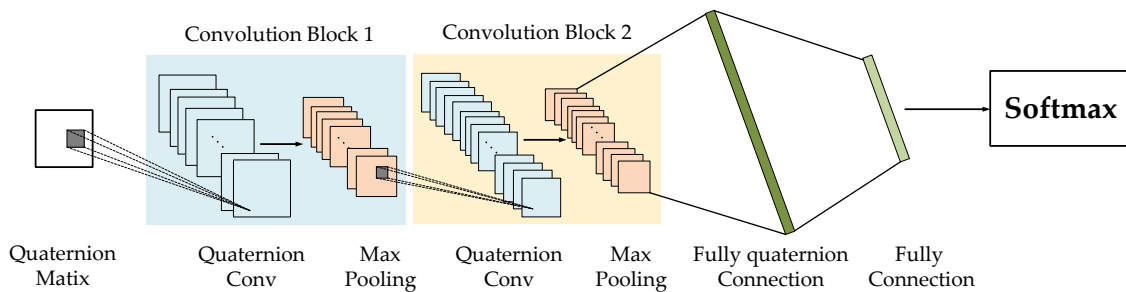 Convolution Block 1
Convolution Block 2
Softmax
Quaternion
Matix
Quaternion
Conv
Max
Pooling
Quaternion
Conv
Max
Pooling
Fully quaternion
Connection
Fully
Connection